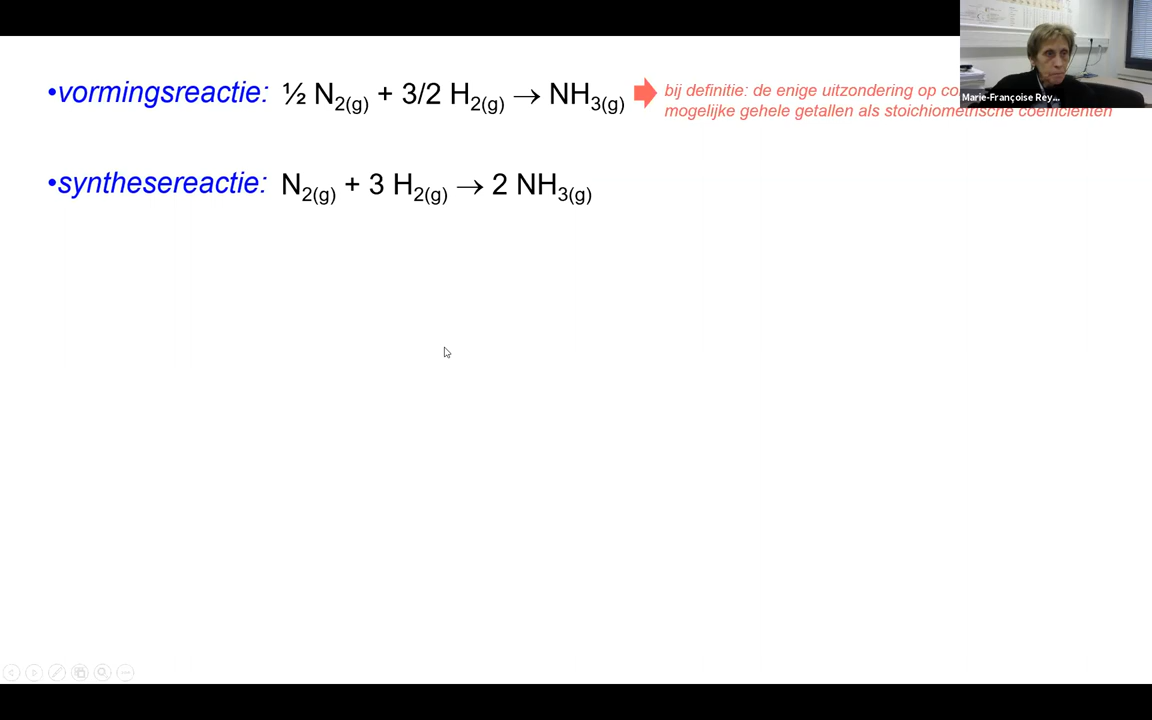 •vormingsreactie: ½ N2(g) + 3/2 H2(g) → NH3(g)
bij definitie: de enige uitzondering op
mogelijke gehele getallen als stoichiometrische coëfficiënten
Marie-Françoise Rey...
•synthesereactie: N2(g) + 3 H2(g) → 2 NH3(g)